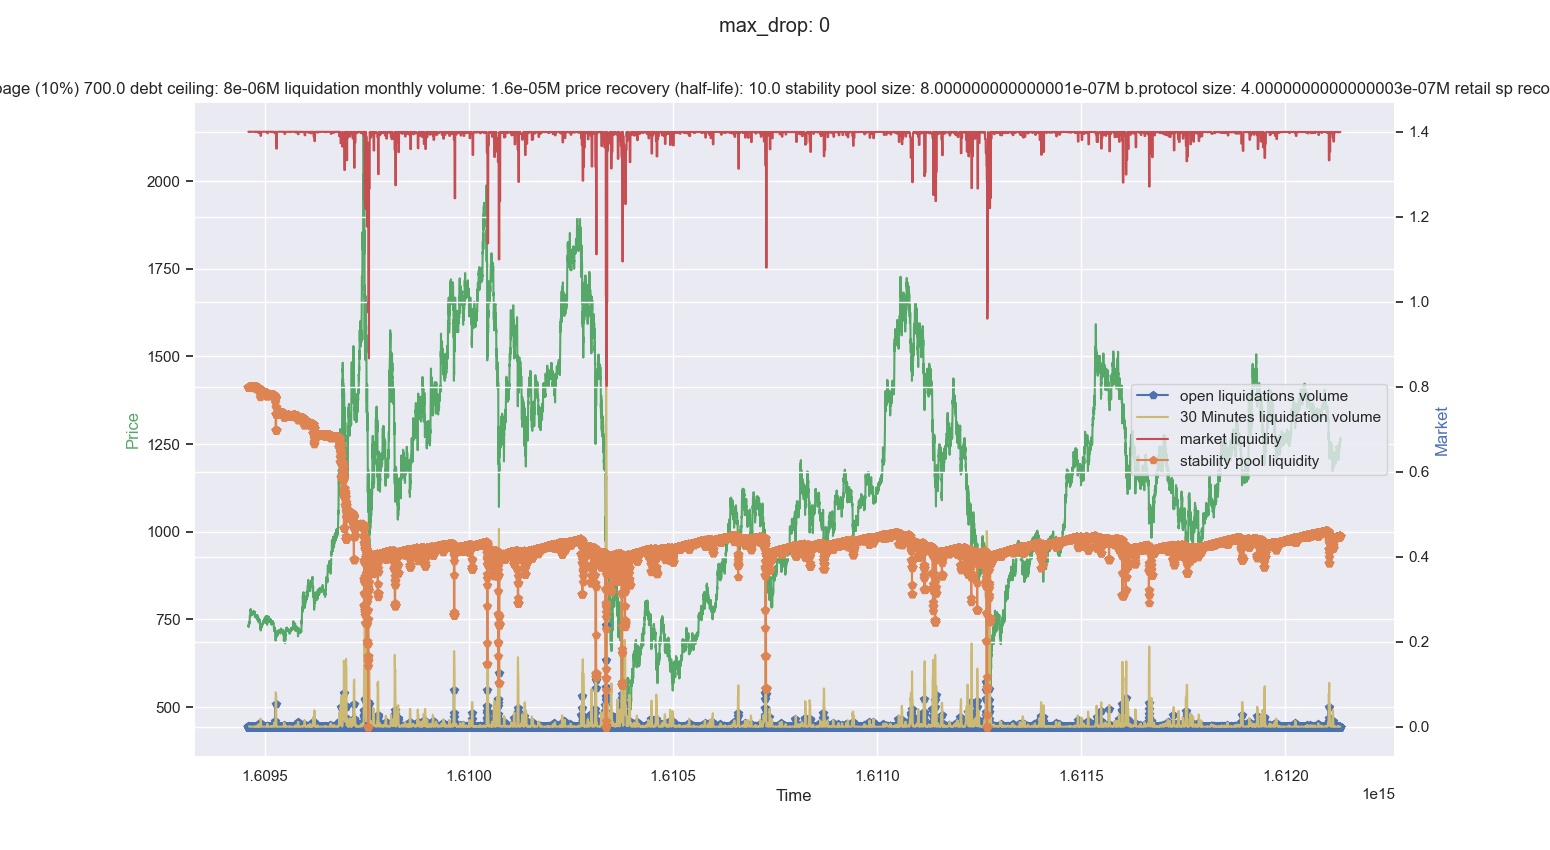 max_drop: 0
page (10%) 700.0 debt ceiling: 8e-06M liquidation monthly volume: 1.6e-05M price recovery (half-life): 10.0 stability pool size: 8.000000000000001e-07M b.protocol size: 4.0000000000000003e-07M retail sp reco
2000
1750
1500
1250
1000
750
500
Price
1.4
1.2
1.0
0.8
0.6
0.4
0.2
0.0
Market
open liquidations volume
30 Minutes liquidation volume
market liquidity
stability pool liquidity
1.6095
1.6100
1.6105
1.6110
1.6115
1.6120
Time
1e15